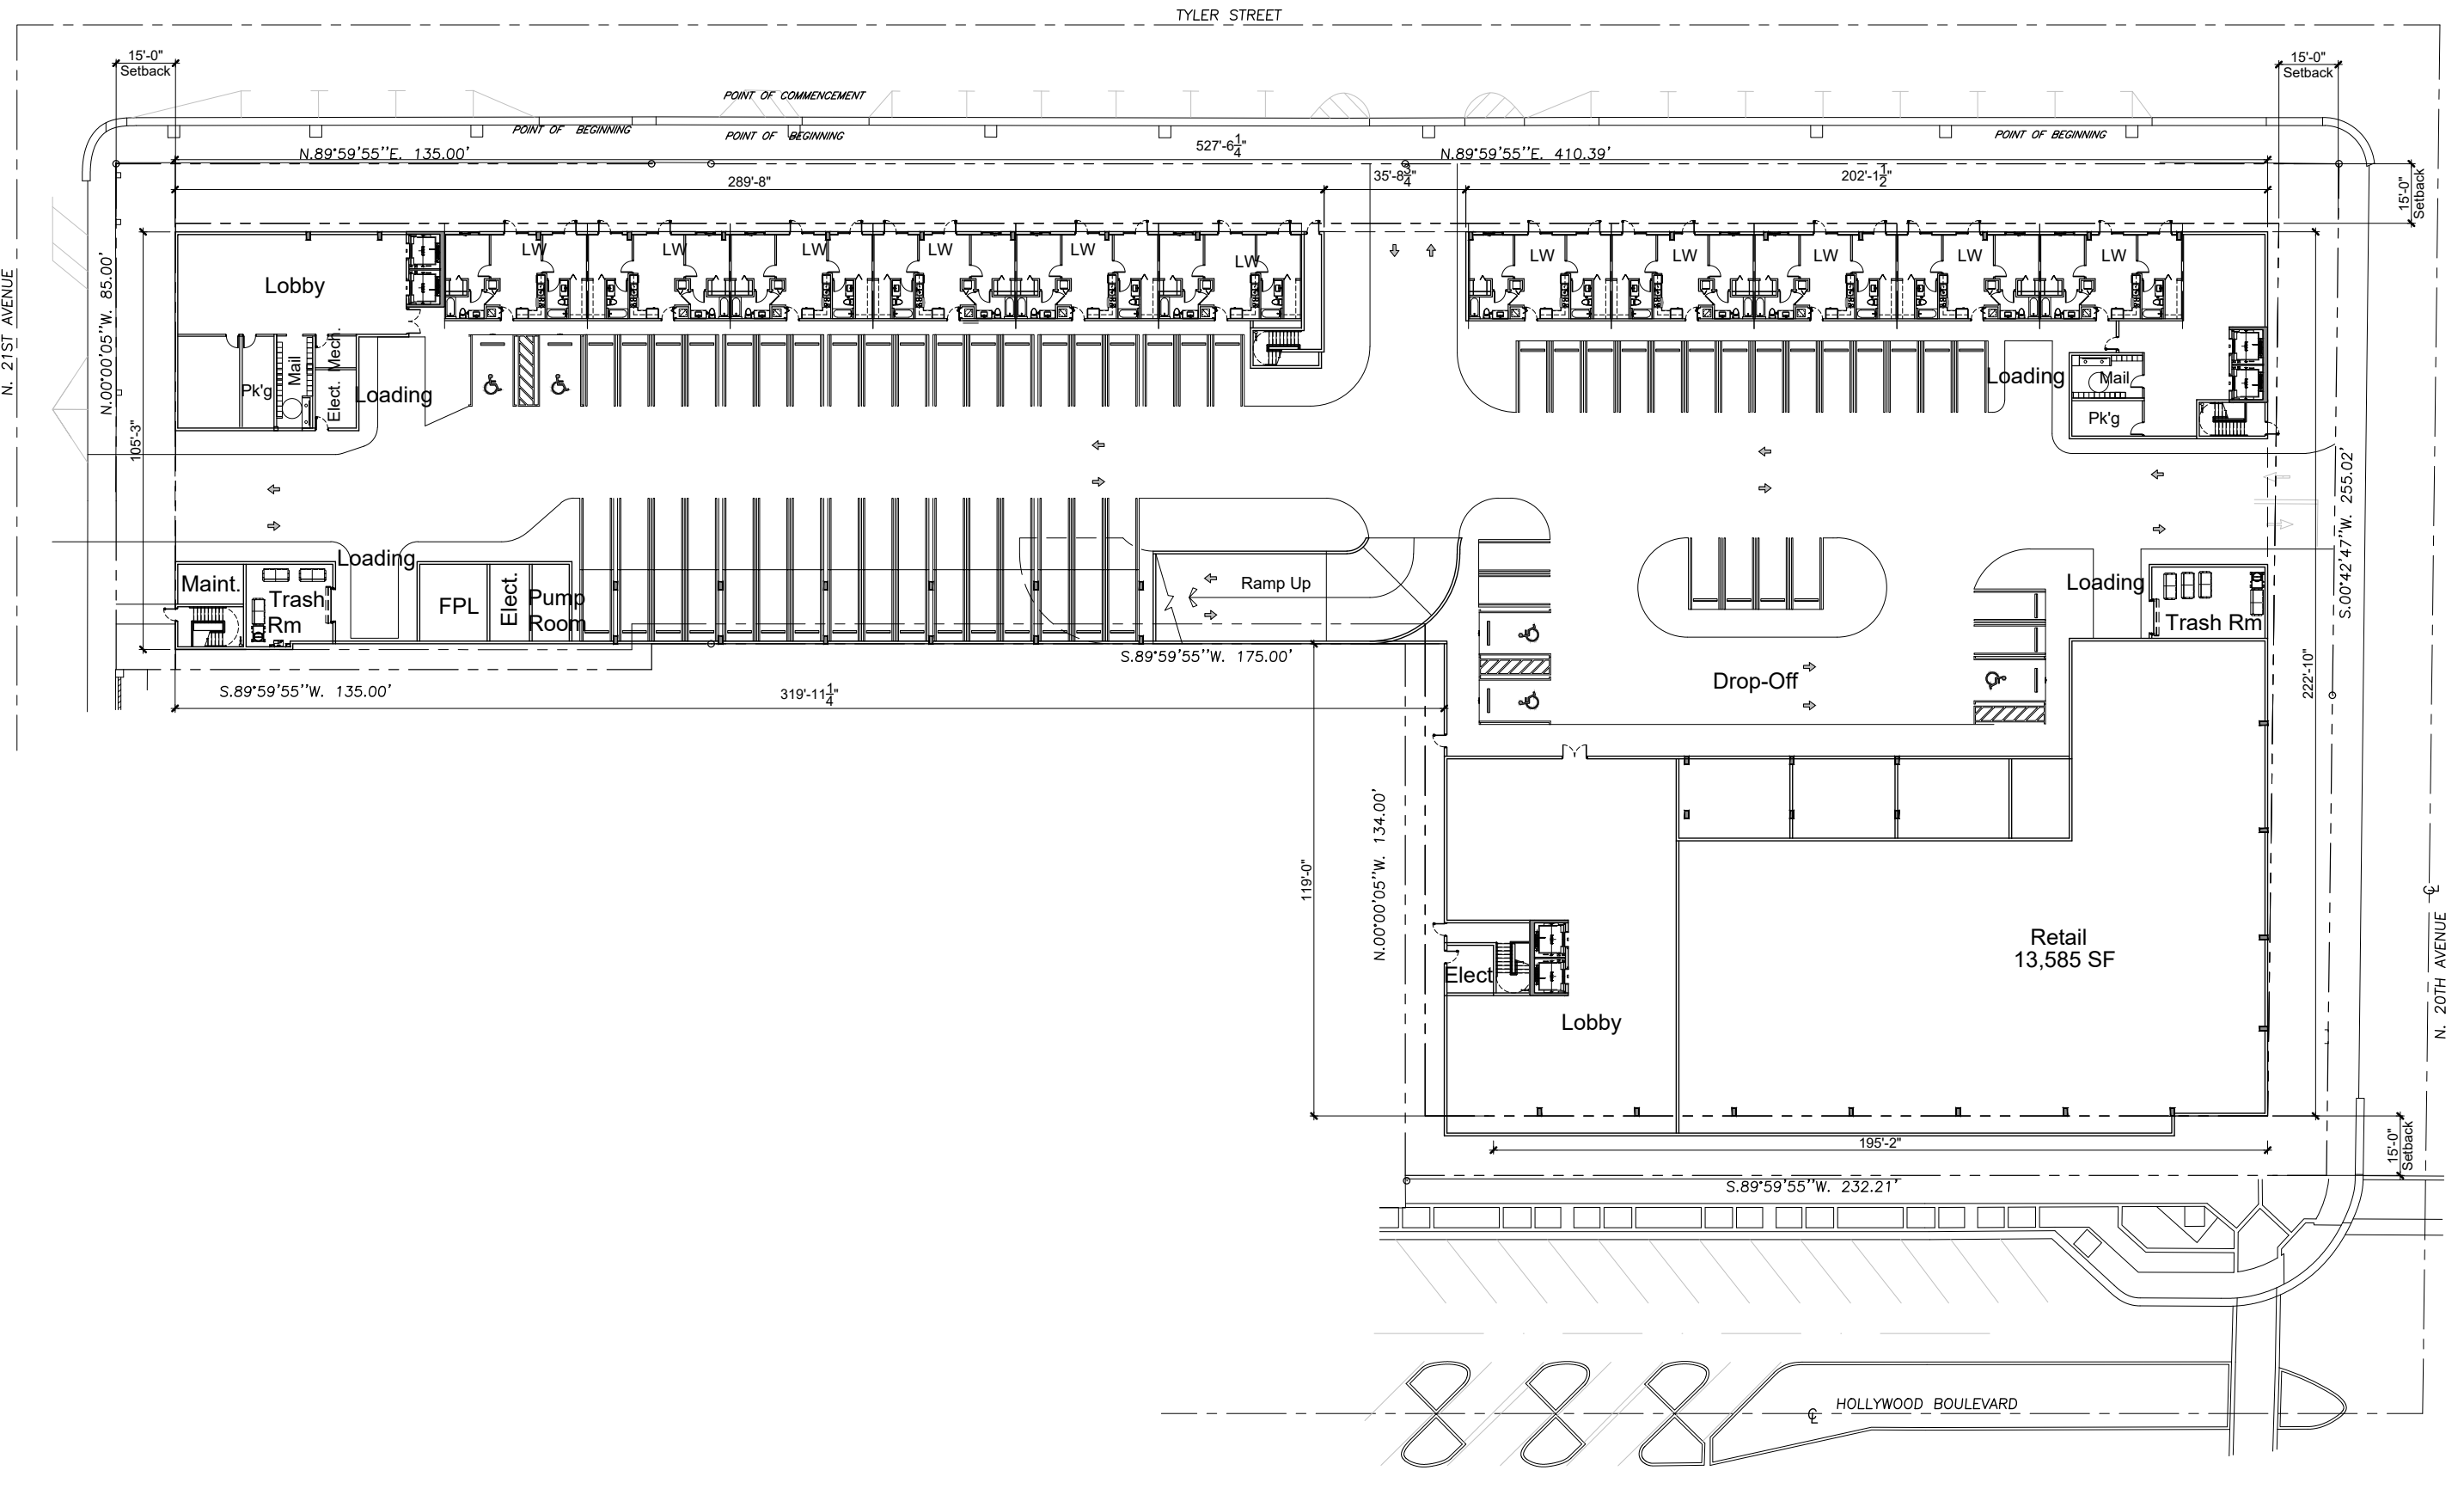 TYLER STREET
15'-0"
Setback
15'-0"
Setback
POINT OF COMMENCEMENT
POINT OF BEGINNING
POINT OF BEGINNING
POINT OF BEGINNING
527'-6 1/4"
N.89°59'55"E. 135.00'
N.89°59'55"E. 410.39'
289'-8"
35'-8 3/4"
202'-1 1/2"
15'-0"
Setback
N. 21ST AVENUE
N.00°00'05"W. 85.00'
105'-3"
Lobby
LW
LW
LW
LW
LW
LW
LW
LW
LW
LW
LW
Pk'g
Mail
Elect.
Mech.
Loading
Loading
Mail
Pk'g
S.00°42'47"W. 255.02'
Loading
Maint.
Trash
Rm
FPL
Elect.
Pump
Room
Ramp Up
Loading
Trash Rm
S.89°59'55"W. 175.00'
S.89°59'55"W. 135.00'
319'-11 1/4"
Drop-Off
222'-10"
119'-0"
N.00°00'05"W. 134.00'
Elect
Lobby
Retail
13,585 SF
N. 20TH AVENUE
195'-2"
15'-0"
Setback
S.89°59'55"W. 232.21'
HOLLYWOOD BOULEVARD